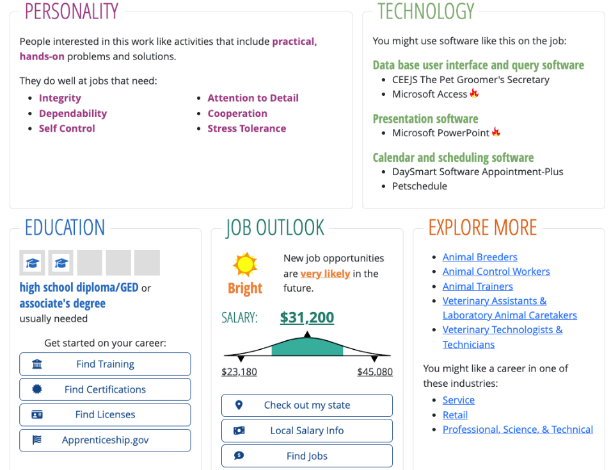 PERSONALITY
People interested in this work like activities that include practical,
hands-on problems and solutions.
They do well at jobs that need:
• Integrity
• Dependability
• Self Control
• Attention to Detail
• Cooperation
• Stress Tolerance
TECHNOLOGY
You might use software like this on the job:
Data base user interface and query software
• CEEJS The Pet Groomer's Secretary
• Microsoft Access
Presentation software
• Microsoft PowerPoint
Calendar and scheduling software
• DaySmart Software Appointment-Plus
• Petschedule
EDUCATION
high school diploma/GED or
associate's degree
usually needed
Get started on your career:
Find Training
Find Certifications
Find Licenses
Apprenticeship.gov
JOB OUTLOOK
Bright
New job opportunities
are very likely in the
future.
SALARY: $31,200
$23,180 $45,080
Check out my state
Local Salary Info
Find Jobs
EXPLORE MORE
• Animal Breeders
• Animal Control Workers
• Animal Trainers
• Veterinary Assistants &
Laboratory Animal Caretakers
• Veterinary Technologists &
Technicians
You might like a career in one of
these industries:
• Service
• Retail
• Professional, Science, & Technical